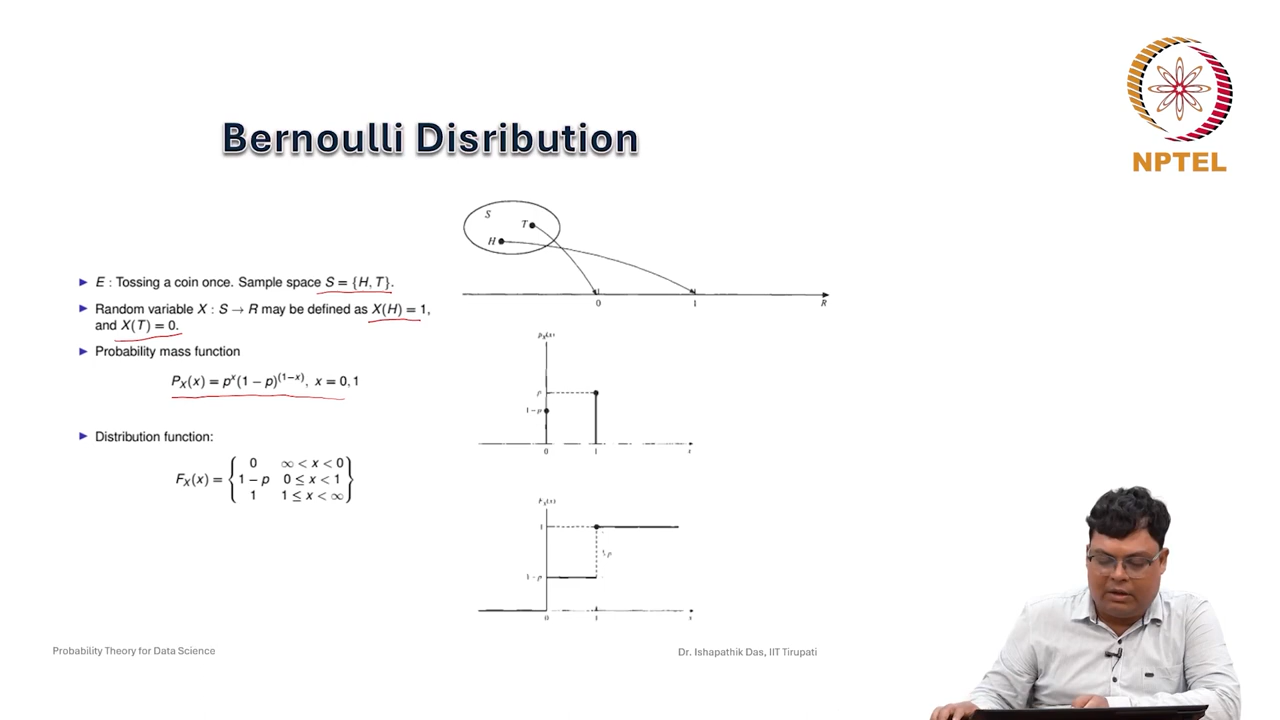 NPTEL
Bernoulli Disribution
S
T
H
0 1 R
► E : Tossing a coin once. Sample space S = {H, T}.
► Random variable X : S → R may be defined as X(H) = 1,
and X(T) = 0.
► Probability mass function
P_X(x) = p^x(1 − p)^(1−x), x = 0, 1
p_X(x)
p
1−p
0 1 x
► Distribution function:
F_X(x) = { 0 ∞ < x < 0
1 − p 0 ≤ x < 1
1 1 ≤ x < ∞ }
F_X(x)
1
p
1−p
0 1 x
Probability Theory for Data Science
Dr. Ishapathik Das, IIT Tirupati